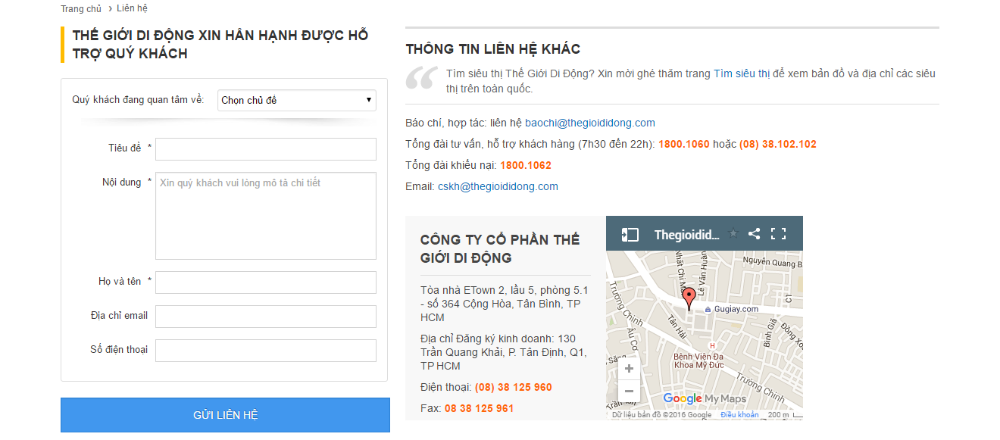 Trang chủ › Liên hệ
THẾ GIỚI DI ĐỘNG XIN HÂN HẠNH ĐƯỢC HỖ
TRỢ QUÝ KHÁCH
Quý khách đang quan tâm về: Chọn chủ đề
Tiêu đề *
Nội dung * Xin quý khách vui lòng mô tả chi tiết
Họ và tên *
Địa chỉ email
Số điện thoại
GỬI LIÊN HỆ
THÔNG TIN LIÊN HỆ KHÁC
Tìm siêu thị Thế Giới Di Động? Xin mời ghé thăm trang Tìm siêu thị để xem bản đồ và địa chỉ các siêu
thị trên toàn quốc.
Báo chí, hợp tác: liên hệ baochi@thegioididong.com
Tổng đài tư vấn, hỗ trợ khách hàng (7h30 đến 22h): 1800.1060 hoặc (08) 38.102.102
Tổng đài khiếu nại: 1800.1062
Email: cskh@thegioididong.com
CÔNG TY CỔ PHẦN THẾ
GIỚI DI ĐỘNG
Tòa nhà ETown 2, lầu 5, phòng 5.1
- số 364 Cộng Hòa, Tân Bình, TP
HCM
Địa chỉ Đăng ký kinh doanh: 130
Trần Quang Khải, P. Tân Định, Q1,
TP HCM
Điện thoại: (08) 38 125 960
Fax: 08 38 125 961
Thegioidid...
Nguyễn Quang B
Nhất Chi Ma
Lê Văn Huân
Trường Chinh
Gugiay.com
Tân Hải
Bình Giã
Âu Cơ
Bệnh Viện Đa
Khoa Mỹ Đức
Trường Chinh
Google My Maps
Dữ liệu bản đồ ©2016 Google Điều khoản 200 m